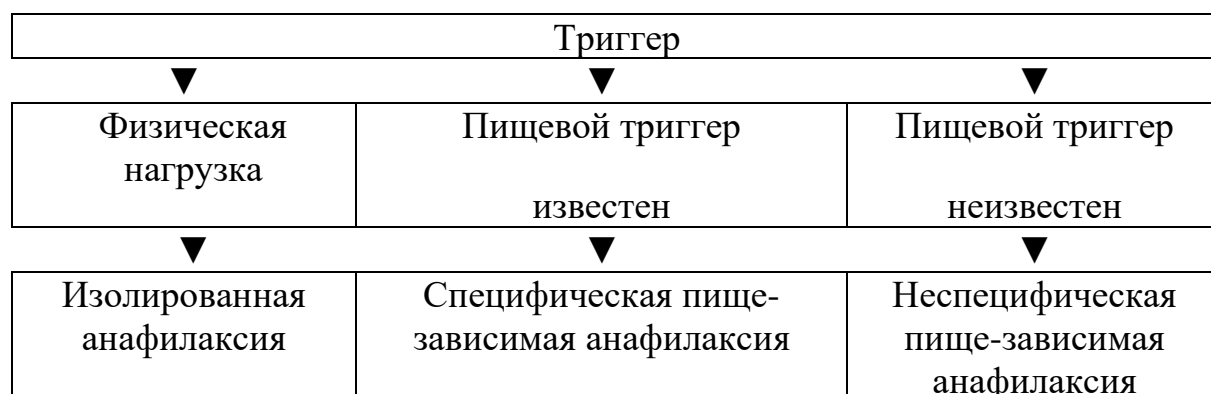 Триггер
Физическая
нагрузка
Пищевой триггер
известен
Пищевой триггер
неизвестен
Изолированная
анафилаксия
Специфическая пище-
зависимая анафилаксия
Неспецифическая
пище-зависимая
анафилаксия